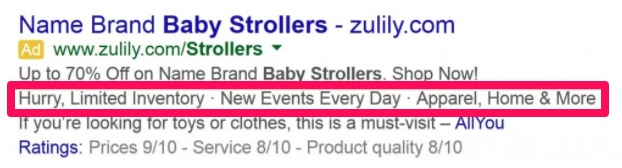 Name Brand Baby Strollers - zulily.com
Ad www.zulily.com/Strollers
Up to 70% Off on Name Brand Baby Strollers. Shop Now!
Hurry, Limited Inventory · New Events Every Day · Apparel, Home & More
If you're looking for toys or clothes, this is a must-visit – AllYou
Ratings: Prices 9/10 - Service 8/10 - Product quality 8/10